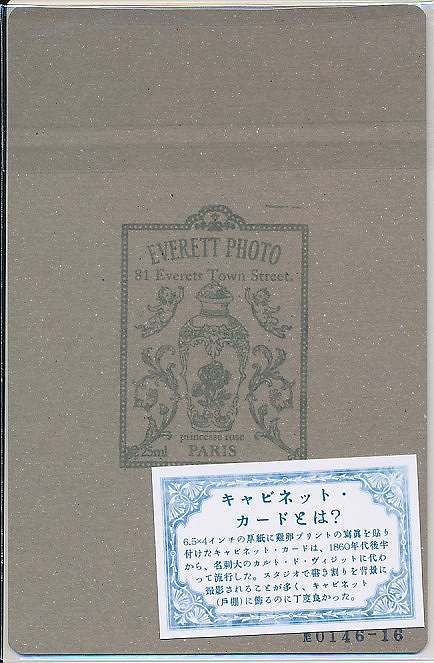 EVERETT PHOTO
81 Everets Town Street.
princesse rose
25ml PARIS
キャビネット・
カードとは?
6.5×4インチの厚紙に雞卵プリントの寫眞を貼り
付けたキャビネット・カードは、1860年代後半
から、名刺大のカルト・ド・ヴィジットに代わ
って流行した。スタジオで書き割りを背景に
撮影されることが多く、キャビネット
(戸棚)に飾るのに丁度良かった。
№0146-16